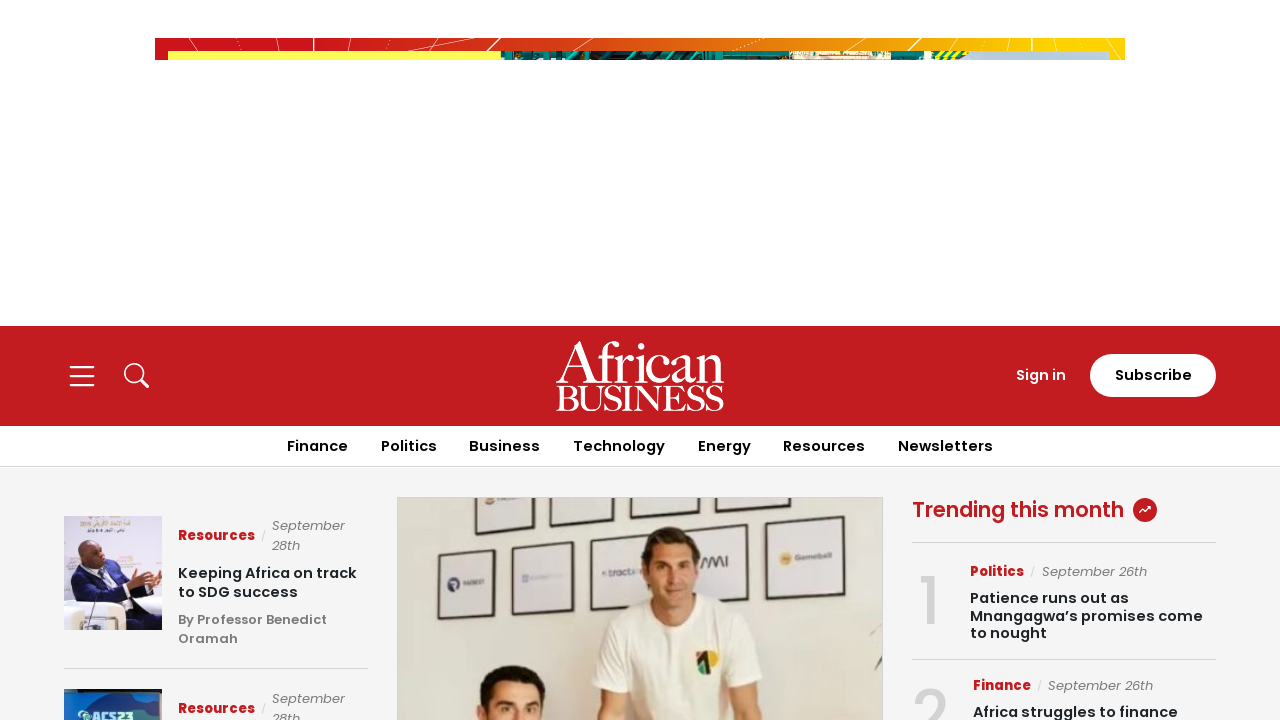 African
BUSINESS
Sign in
Subscribe
Finance
Politics
Business
Technology
Energy
Resources
Newsletters
Resources / September
28th
Keeping Africa on track
to SDG success
By Professor Benedict
Oramah
Resources / September
28th
ACS23
Gameball
Trending this month
1
Politics / September 26th
Patience runs out as
Mnangagwa’s promises come
to nought
2
Finance / September 26th
Africa struggles to finance